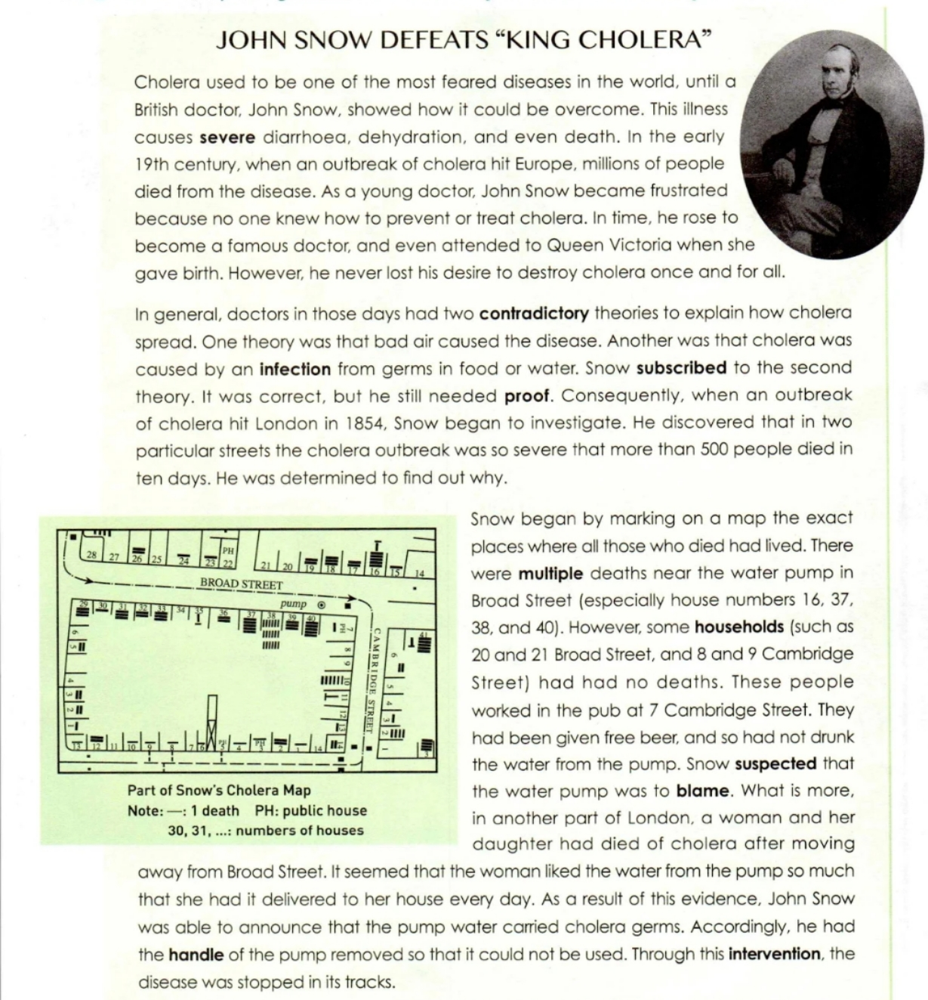 JOHN SNOW DEFEATS “KING CHOLERA”
Cholera used to be one of the most feared diseases in the world, until a
British doctor, John Snow, showed how it could be overcome. This illness
causes severe diarrhoea, dehydration, and even death. In the early
19th century, when an outbreak of cholera hit Europe, millions of people
died from the disease. As a young doctor, John Snow became frustrated
because no one knew how to prevent or treat cholera. In time, he rose to
become a famous doctor, and even attended to Queen Victoria when she
gave birth. However, he never lost his desire to destroy cholera once and for all.
In general, doctors in those days had two contradictory theories to explain how cholera
spread. One theory was that bad air caused the disease. Another was that cholera was
caused by an infection from germs in food or water. Snow subscribed to the second
theory. It was correct, but he still needed proof. Consequently, when an outbreak
of cholera hit London in 1854, Snow began to investigate. He discovered that in two
particular streets the cholera outbreak was so severe that more than 500 people died in
ten days. He was determined to find out why.
28 27 26 25 24 23 PH 22 21 20 19 18 17 16 15 14
BROAD STREET
pump
29 30 31 32 33 34 35 36 37 38 39 40
6 5 4 3 2 1
7 PH 8 9 10 11 12 13 14
CAMBRIDGE STREET
41
6 5 4 3 2 1
12 11 10 9 8 7 6 4 2 1 14
Part of Snow's Cholera Map
Note: —: 1 death PH: public house
30, 31, ...: numbers of houses
Snow began by marking on a map the exact
places where all those who died had lived. There
were multiple deaths near the water pump in
Broad Street (especially house numbers 16, 37,
38, and 40). However, some households (such as
20 and 21 Broad Street, and 8 and 9 Cambridge
Street) had had no deaths. These people
worked in the pub at 7 Cambridge Street. They
had been given free beer, and so had not drunk
the water from the pump. Snow suspected that
the water pump was to blame. What is more,
in another part of London, a woman and her
daughter had died of cholera after moving
away from Broad Street. It seemed that the woman liked the water from the pump so much
that she had it delivered to her house every day. As a result of this evidence, John Snow
was able to announce that the pump water carried cholera germs. Accordingly, he had
the handle of the pump removed so that it could not be used. Through this intervention, the
disease was stopped in its tracks.